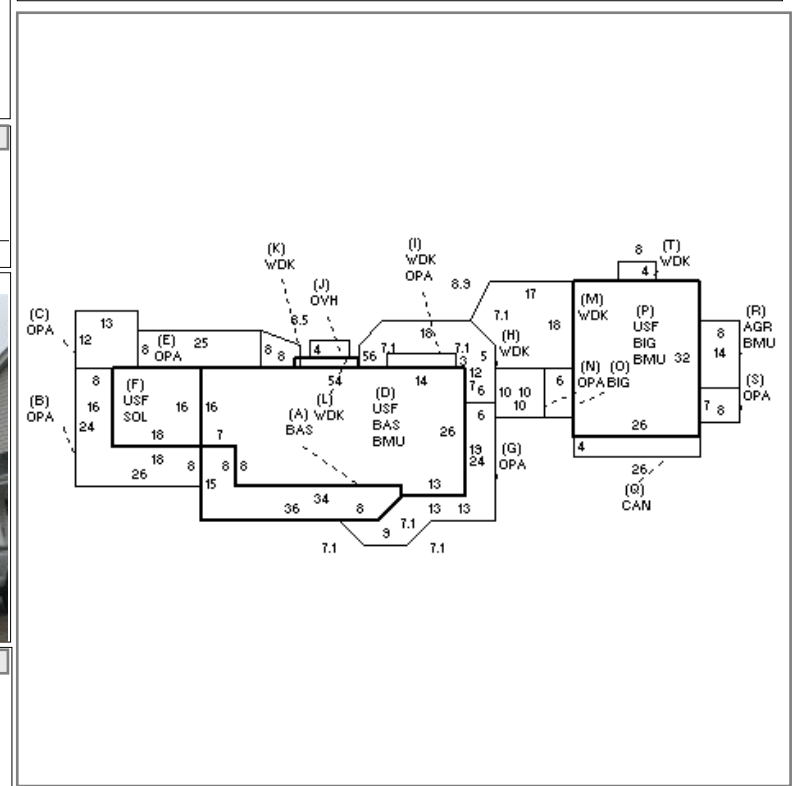 8
(T)
WDK
4
(K)
WDK
(I)
WDK
OPA
(J)
OVH
8.9
17
7.1
18
(M)
WDK
(P)
USF
BIG
BMU
32
(R)
AGR
BMU
8
14
(C)
OPA
13
12
8.5
18
(H)
WDK
(E)
OPA
25
8
8
8
4
56
7.1
7.1
3
5
(N)
OPA
(O)
BIG
(S)
OPA
8
(F)
USF
SOL
54
14
12
7
6
6
(B)
OPA
16
24
16
16
(A)
BAS
(L)
WDK
(D)
USF
BAS
BMU
26
10
10
10
6
7
8
18
7
26
4
18
26
8
8
8
15
19
24
(G)
OPA
26
(Q)
CAN
34
36
8
13
13
13
7.1
9
7.1
7.1